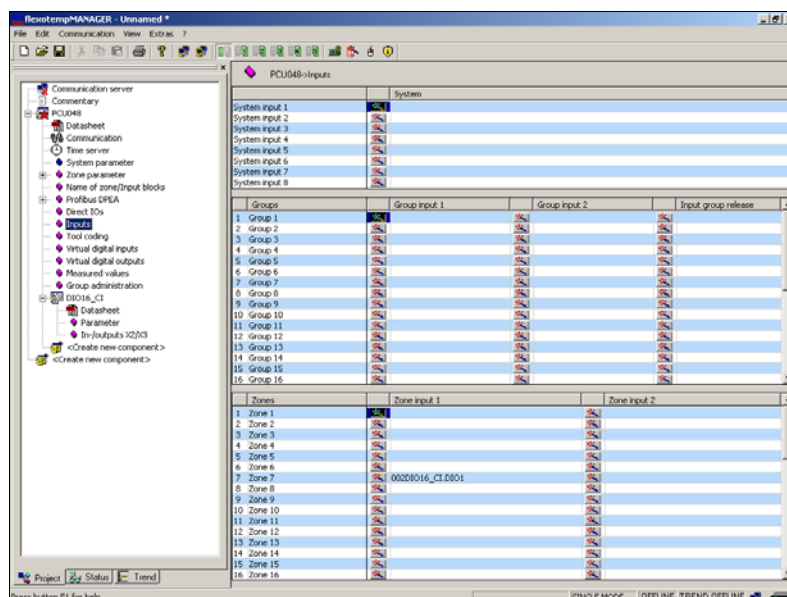 flexotempMANAGER - Unnamed *
File Edit Communication View Extras ?
Communication server
Commentary
PCU048
Datasheet
Communication
Time server
System parameter
Zone parameter
Name of zone/Input blocks
Profibus DPEA
Direct IOs
Inputs
Tool coding
Virtual digital inputs
Virtual digital outputs
Measured values
Group administration
DIO16_CI
Datasheet
Parameter
In-/outputs X2/X3
<Create new component>
<Create new component>
Project Status Trend
PCU048->Inputs
System
System input 1
System input 2
System input 3
System input 4
System input 5
System input 6
System input 7
System input 8
Groups Group input 1 Group input 2 Input group release
1 Group 1
2 Group 2
3 Group 3
4 Group 4
5 Group 5
6 Group 6
7 Group 7
8 Group 8
9 Group 9
10 Group 10
11 Group 11
12 Group 12
13 Group 13
14 Group 14
15 Group 15
16 Group 16
Zones Zone input 1 Zone input 2
1 Zone 1
2 Zone 2
3 Zone 3
4 Zone 4
5 Zone 5
6 Zone 6
7 Zone 7 002DIO16_CI.DIO1
8 Zone 8
9 Zone 9
10 Zone 10
11 Zone 11
12 Zone 12
13 Zone 13
14 Zone 14
15 Zone 15
16 Zone 16
Press button F1 for help SINGLE MODE OFFLINE TREND OFFLINE